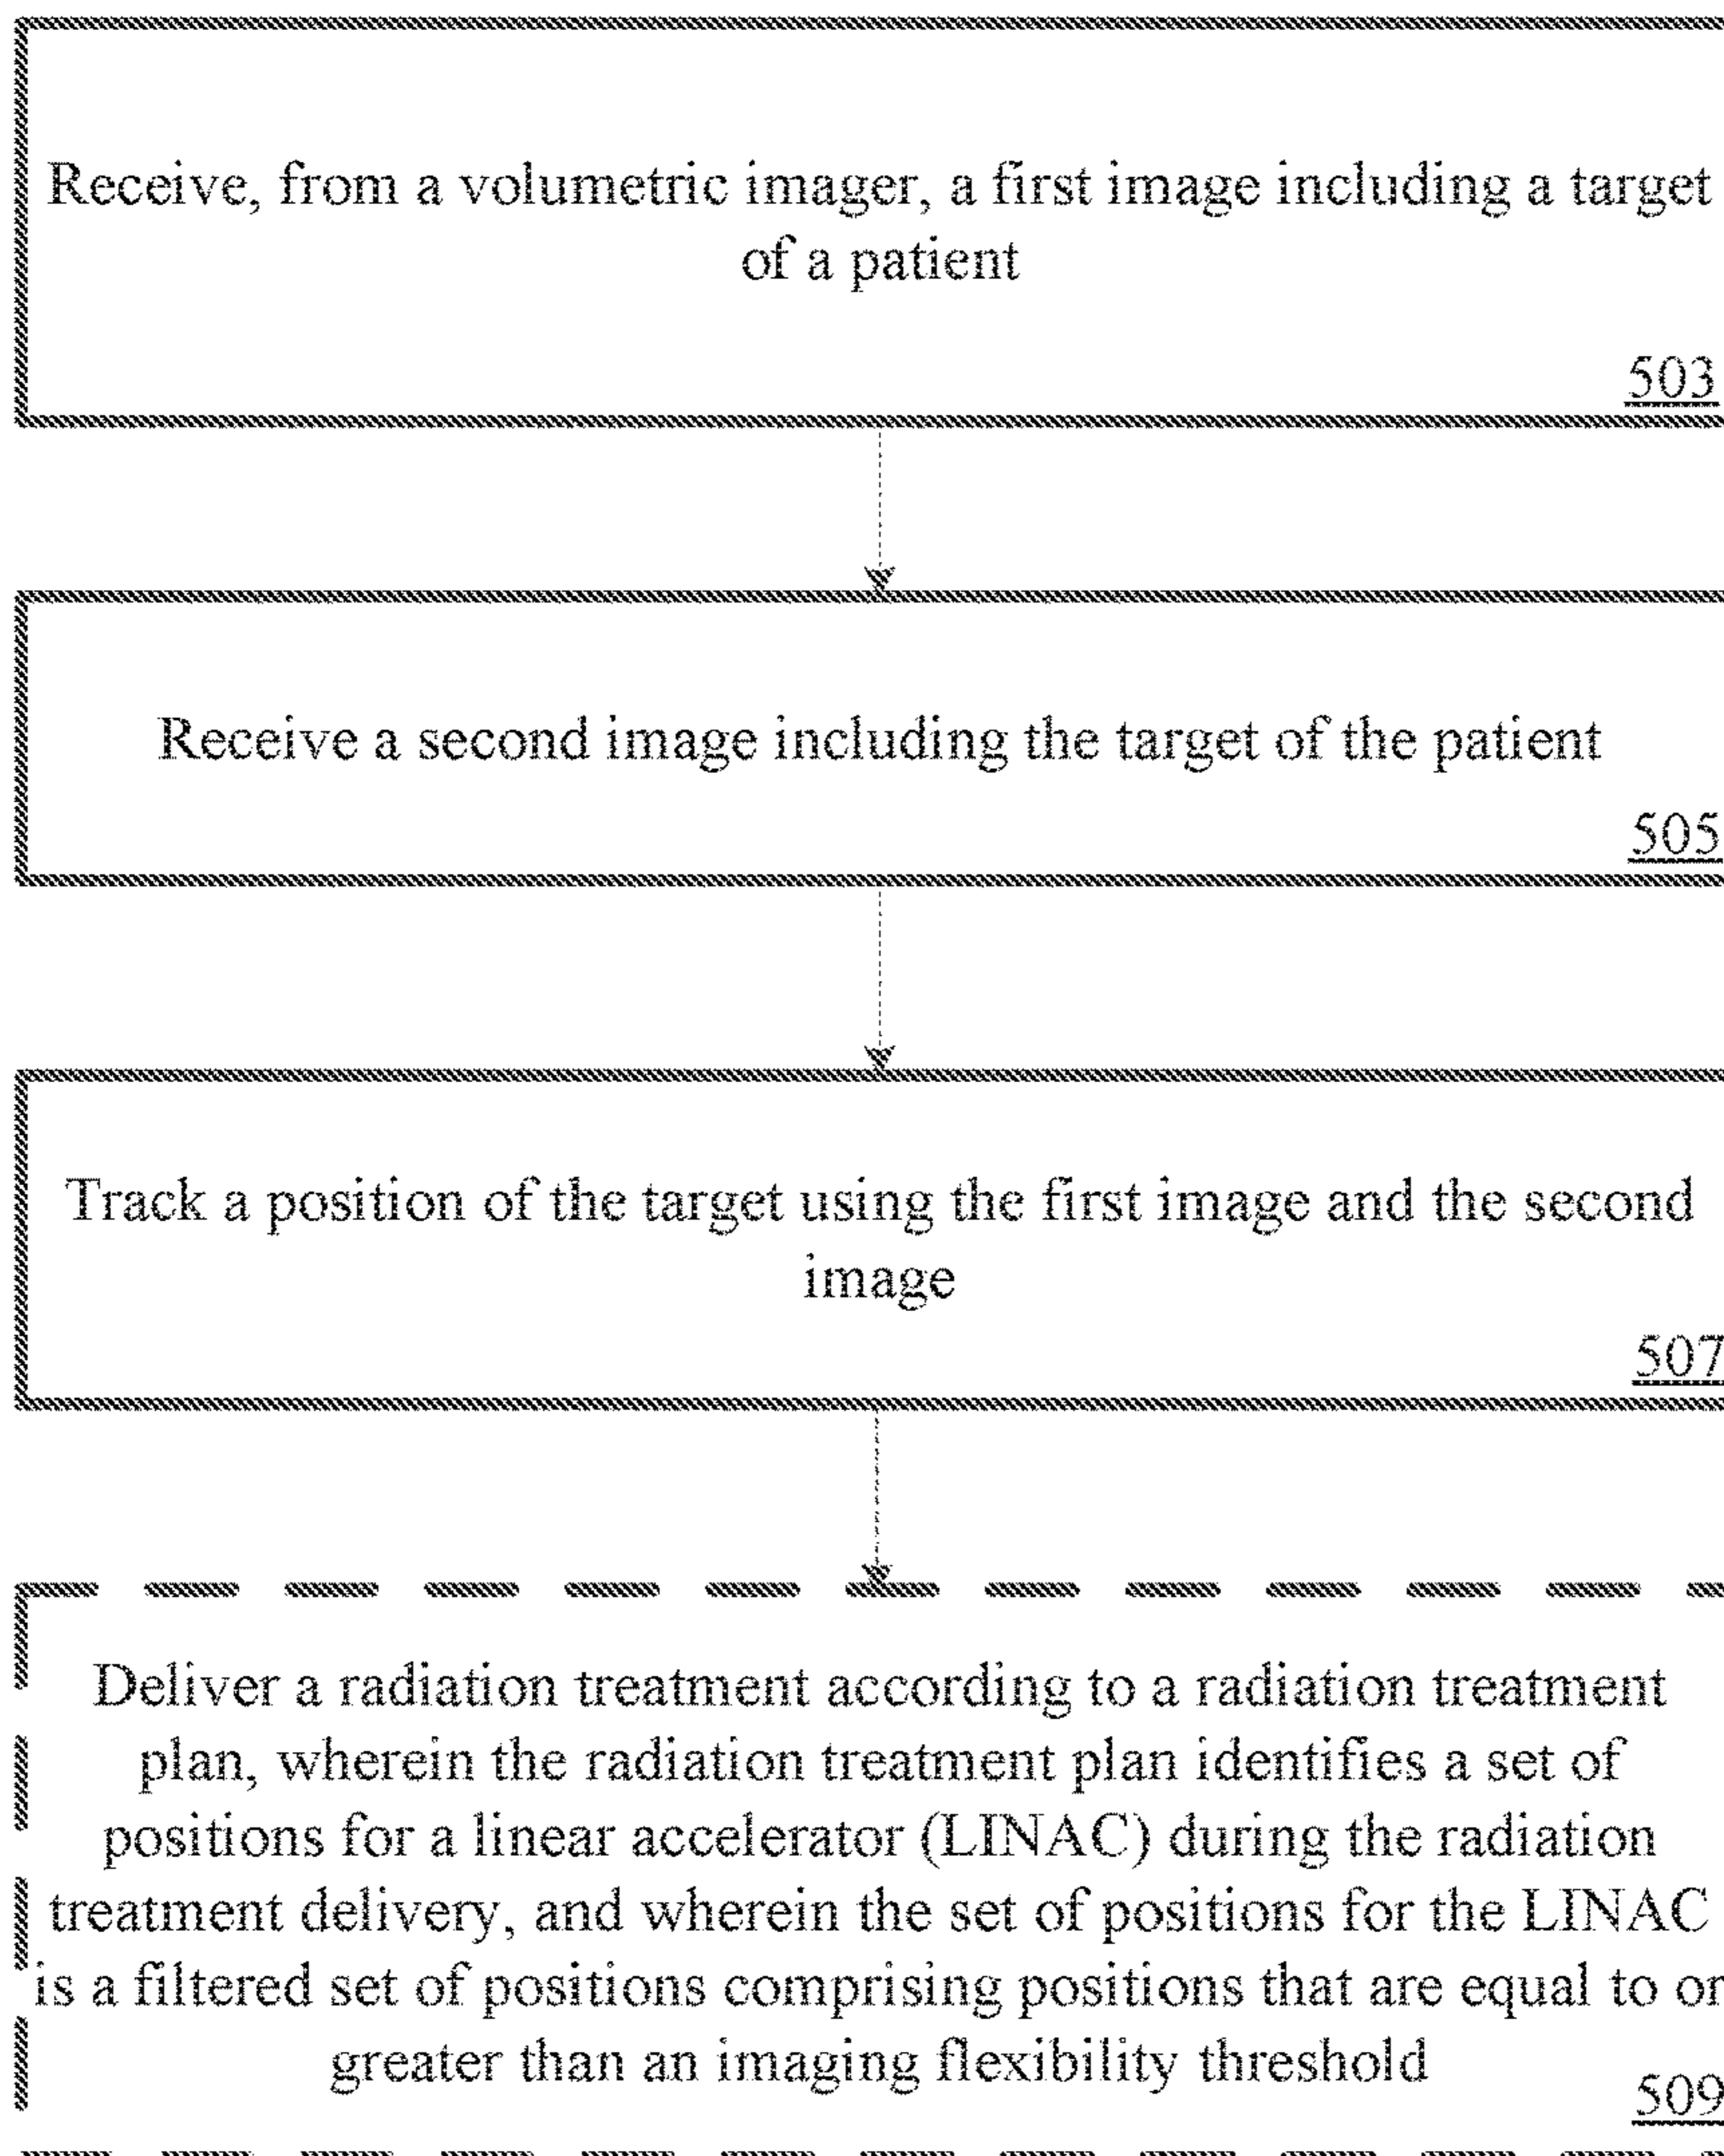 Receive, from a volumetric imager, a first image including a target
of a patient
503
Receive a second image including the target of the patient
505
Track a position of the target using the first image and the second
image
507
Deliver a radiation treatment according to a radiation treatment
plan, wherein the radiation treatment plan identifies a set of
positions for a linear accelerator (LINAC) during the radiation
treatment delivery, and wherein the set of positions for the LINAC
is a filtered set of positions comprising positions that are equal to or
greater than an imaging flexibility threshold
509